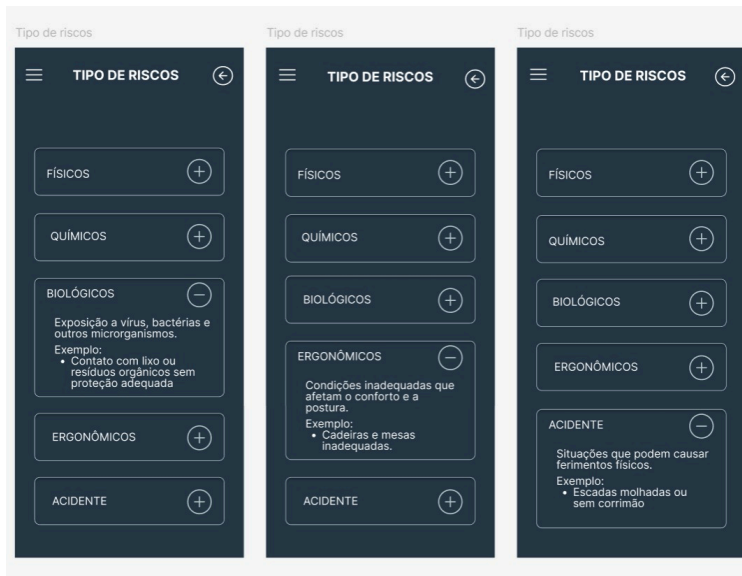 Tipo de riscos
TIPO DE RISCOS
FÍSICOS
QUÍMICOS
BIOLÓGICOS
Exposição a vírus, bactérias e
outros microrganismos.
Exemplo:
• Contato com lixo ou
resíduos orgânicos sem
proteção adequada
ERGONÔMICOS
ACIDENTE
Tipo de riscos
TIPO DE RISCOS
FÍSICOS
QUÍMICOS
BIOLÓGICOS
ERGONÔMICOS
Condições inadequadas que
afetam o conforto e a
postura.
Exemplo:
• Cadeiras e mesas
inadequadas.
ACIDENTE
Tipo de riscos
TIPO DE RISCOS
FÍSICOS
QUÍMICOS
BIOLÓGICOS
ERGONÔMICOS
ACIDENTE
Situações que podem causar
ferimentos físicos.
Exemplo:
• Escadas molhadas ou
sem corrimão